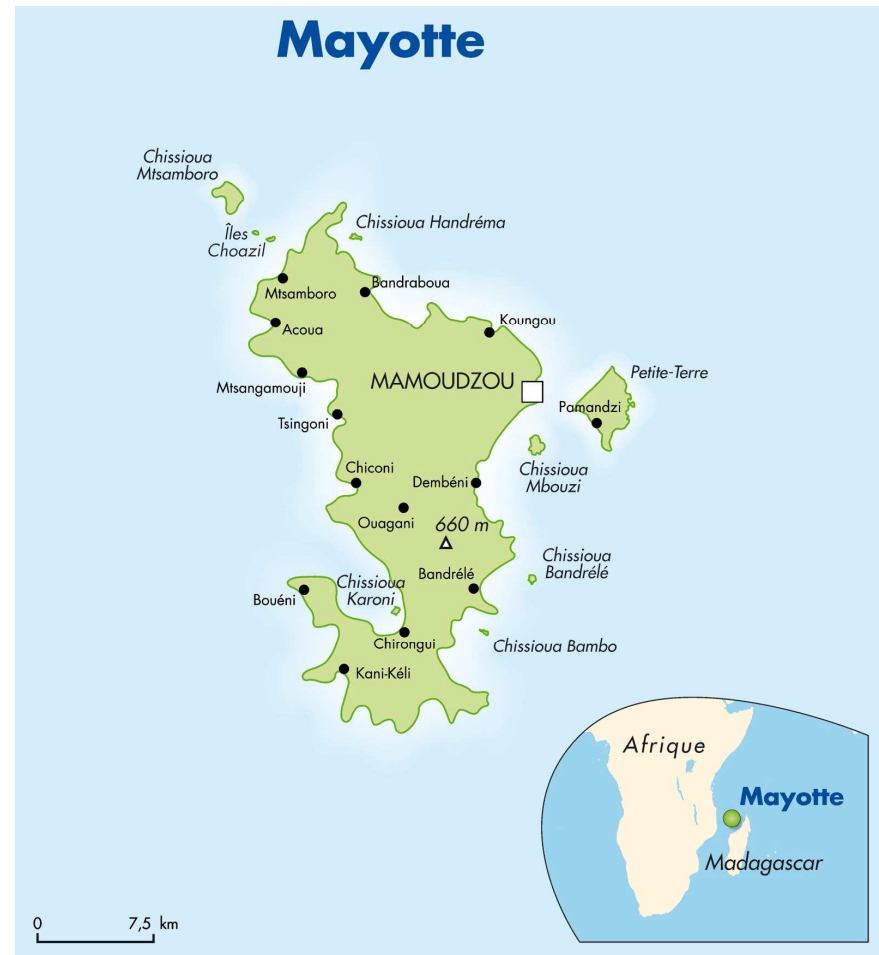 Mayotte
Chissioua
Mtsamboro
Chissioua Handréma
Îles
Choazil
Bandraboua
Mtsamboro
Koungou
Acoua
Petite-Terre
MAMOUDZOU
Mtsangamouji
Pamandzi
Tsingoni
Chiconi
Chissioua
Mbouzi
Dembéni
Ouagani
660 m
Chissioua
Bandrélé
Bandrélé
Chissioua
Karoni
Bouéni
Chirongui
Chissioua Bambo
Kani-Kéli
Afrique
Mayotte
Madagascar
0 7,5 km